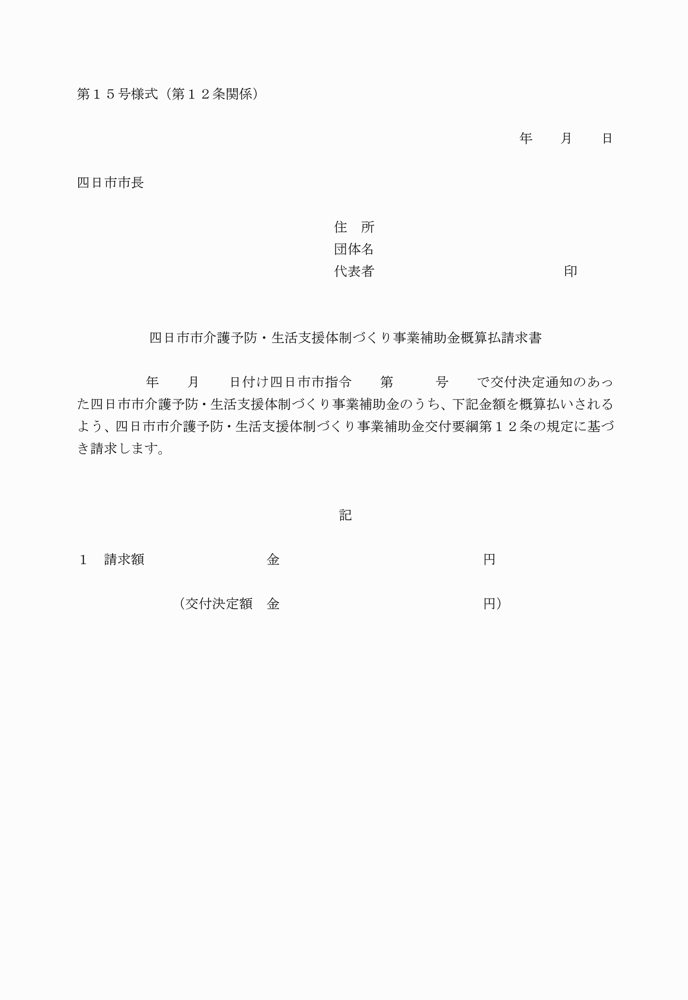 第１５号様式（第１２条関係）
年　　月　　日
四日市市長
住　所
団体名
代表者　　　　　　　　　　　　　　印
四日市市介護予防・生活支援体制づくり事業補助金概算払請求書
年　　月　　日付け四日市市指令　　第　　　号　　で交付決定通知のあっ
た四日市市介護予防・生活支援体制づくり事業補助金のうち、下記金額を概算払いされる
よう、四日市市介護予防・生活支援体制づくり事業補助金交付要綱第１２条の規定に基づ
き請求します。
記
１　請求額　　　　　　　　　金　　　　　　　　　　　　　　　円
（交付決定額　金　　　　　　　　　　　　　　　円）